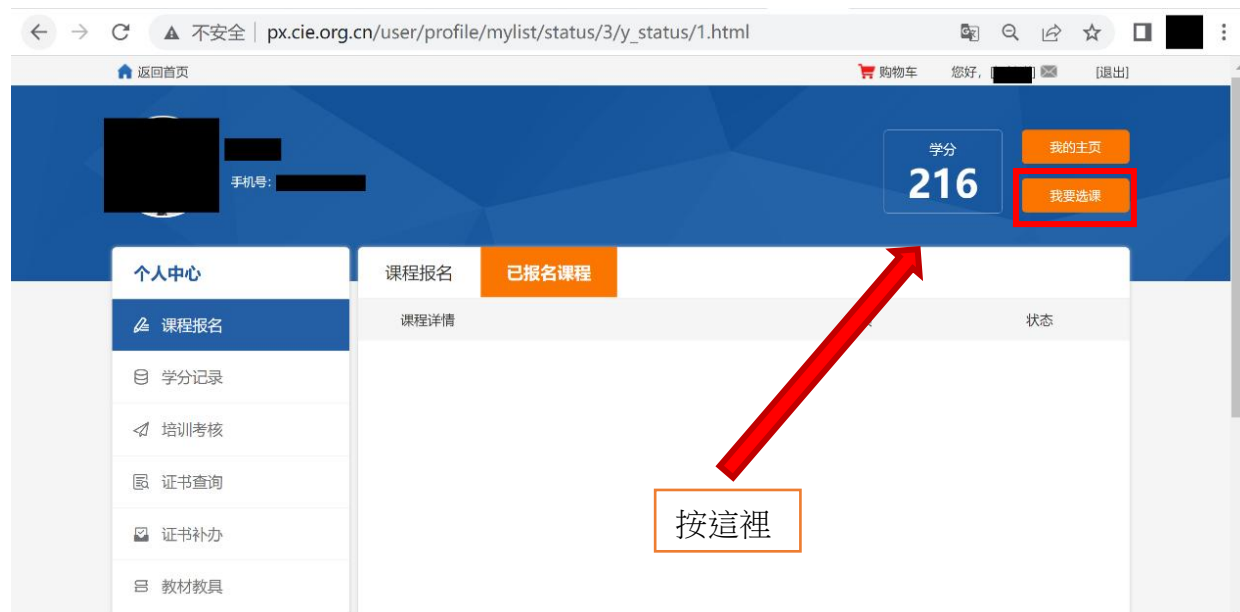 不安全 px.cie.org.cn/user/profile/mylist/status/3/y_status/1.html
返回首页 购物车 您好, [ ] [退出]
手机号:
学分
216
我的主页
我要选课
个人中心
课程报名 已报名课程
课程报名
课程详情 状态
学分记录
培训考核
证书查询
证书补办
教材教具
按這裡